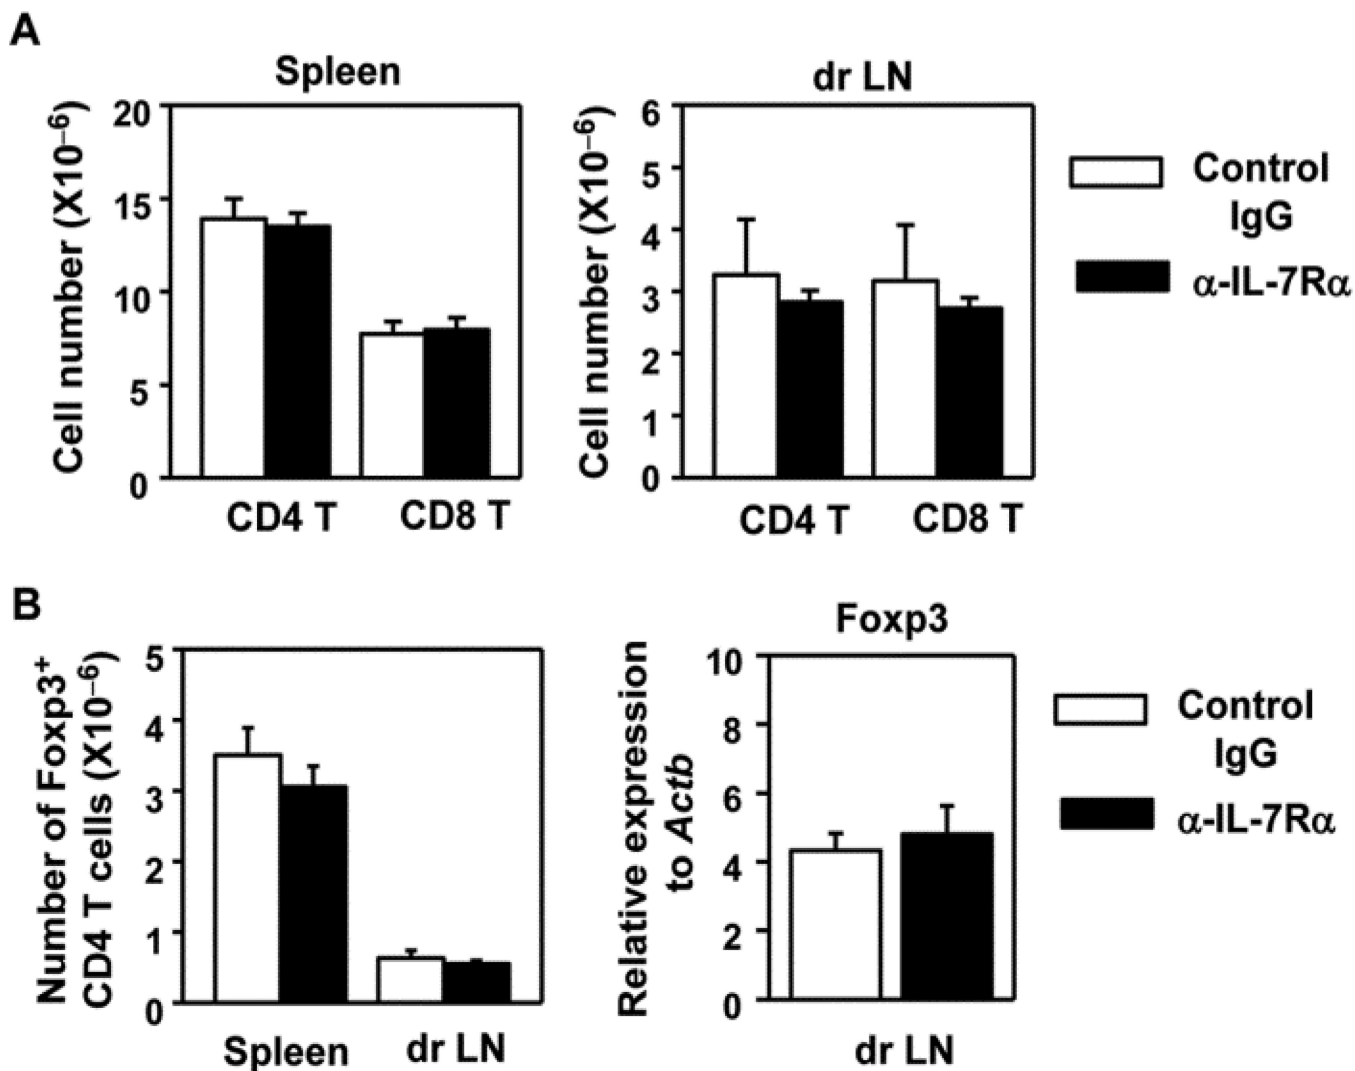 A
Spleen
Cell number (X10⁻⁶)
20
15
10
5
0
CD4 T CD8 T
dr LN
Cell number (X10⁻⁶)
6
5
4
3
2
1
0
CD4 T CD8 T
Control
IgG
α-IL-7Rα
B
Number of Foxp3⁺
CD4 T cells (X10⁻⁶)
5
4
3
2
1
0
Spleen dr LN
Foxp3
Relative expression
to Actb
10
8
6
4
2
0
dr LN
Control
IgG
α-IL-7Rα